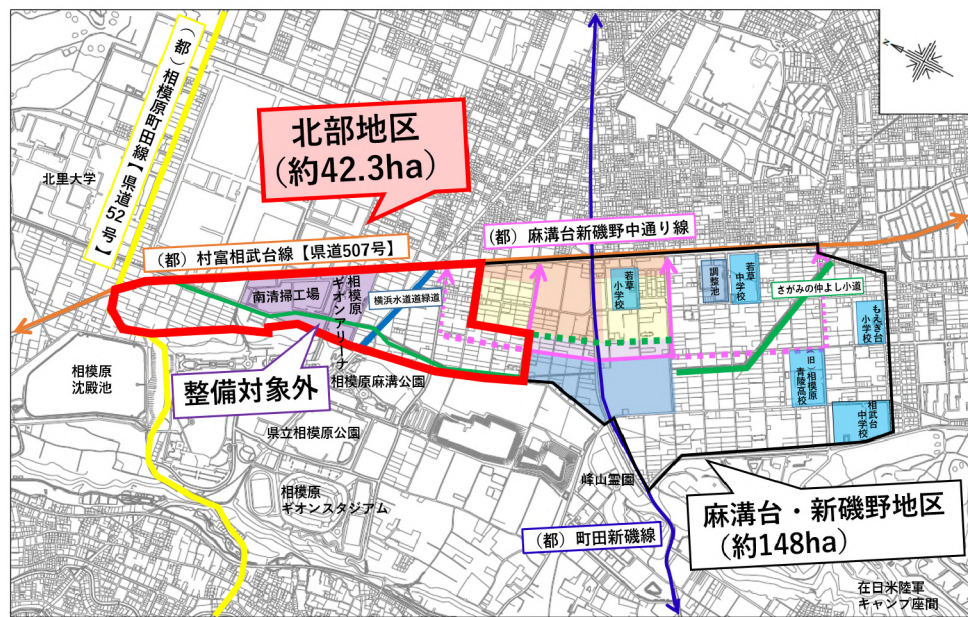 (都)相模原町田線【県道52号】
北里大学
北部地区
(約42.3ha)
N
(都)村富相武台線【県道507号】
(都)麻溝台新磯野中通り線
南清掃工場
相模原
ギオンアリーナ
横浜水道道緑道
若草
小学校
調整池
若草
中学校
さがみの仲よし小道
もえぎ台
小学校
整備対象外
相模原麻溝公園
相模原
沈殿池
県立相模原公園
(旧)相模原
青陵高校
相武台
中学校
相模原
ギオンスタジアム
峰山霊園
(都)町田新磯線
麻溝台・新磯野地区
(約148ha)
在日米陸軍
キャンプ座間